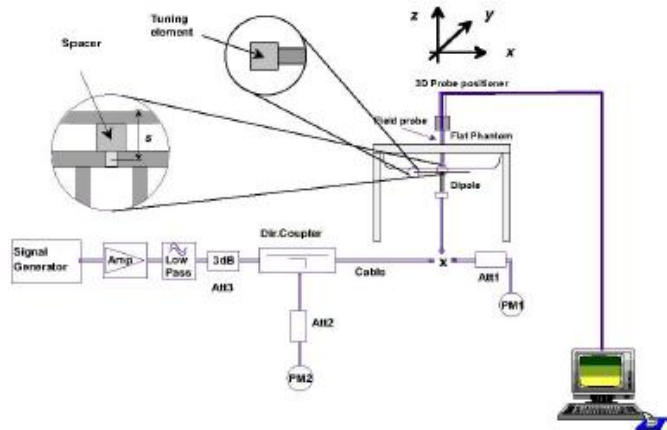 Tuning
element
Spacer
z
y
x
s
3D Probe positioner
Field probe
Flat Phantom
Dipole
Dir.Coupler
Signal
Generator
Amp
Low
Pass
3dB
Att3
Cable
x
Att1
PM1
Att2
PM2